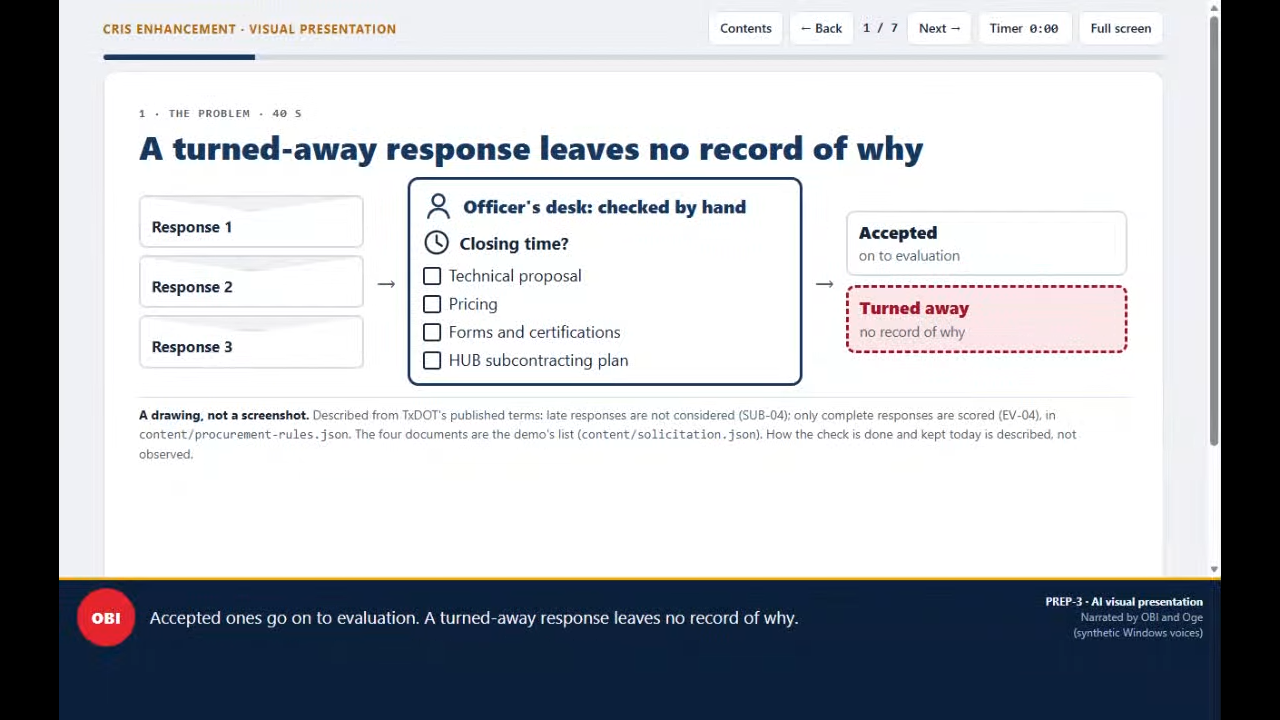 CRIS ENHANCEMENT · VISUAL PRESENTATION
Contents
← Back
1 / 7
Next →
Timer 0:00
Full screen
1 · THE PROBLEM · 40 S
A turned-away response leaves no record of why
Response 1
Response 2
Response 3
→
Officer's desk: checked by hand
Closing time?
Technical proposal
Pricing
Forms and certifications
HUB subcontracting plan
→
Accepted
on to evaluation
Turned away
no record of why
A drawing, not a screenshot. Described from TxDOT's published terms: late responses are not considered (SUB-04); only complete responses are scored (EV-04), in
content/procurement-rules.json. The four documents are the demo's list (content/solicitation.json). How the check is done and kept today is described, not
observed.
OBI
Accepted ones go on to evaluation. A turned-away response leaves no record of why.
PREP-3 · AI visual presentation
Narrated by OBI and Oge
(synthetic Windows voices)